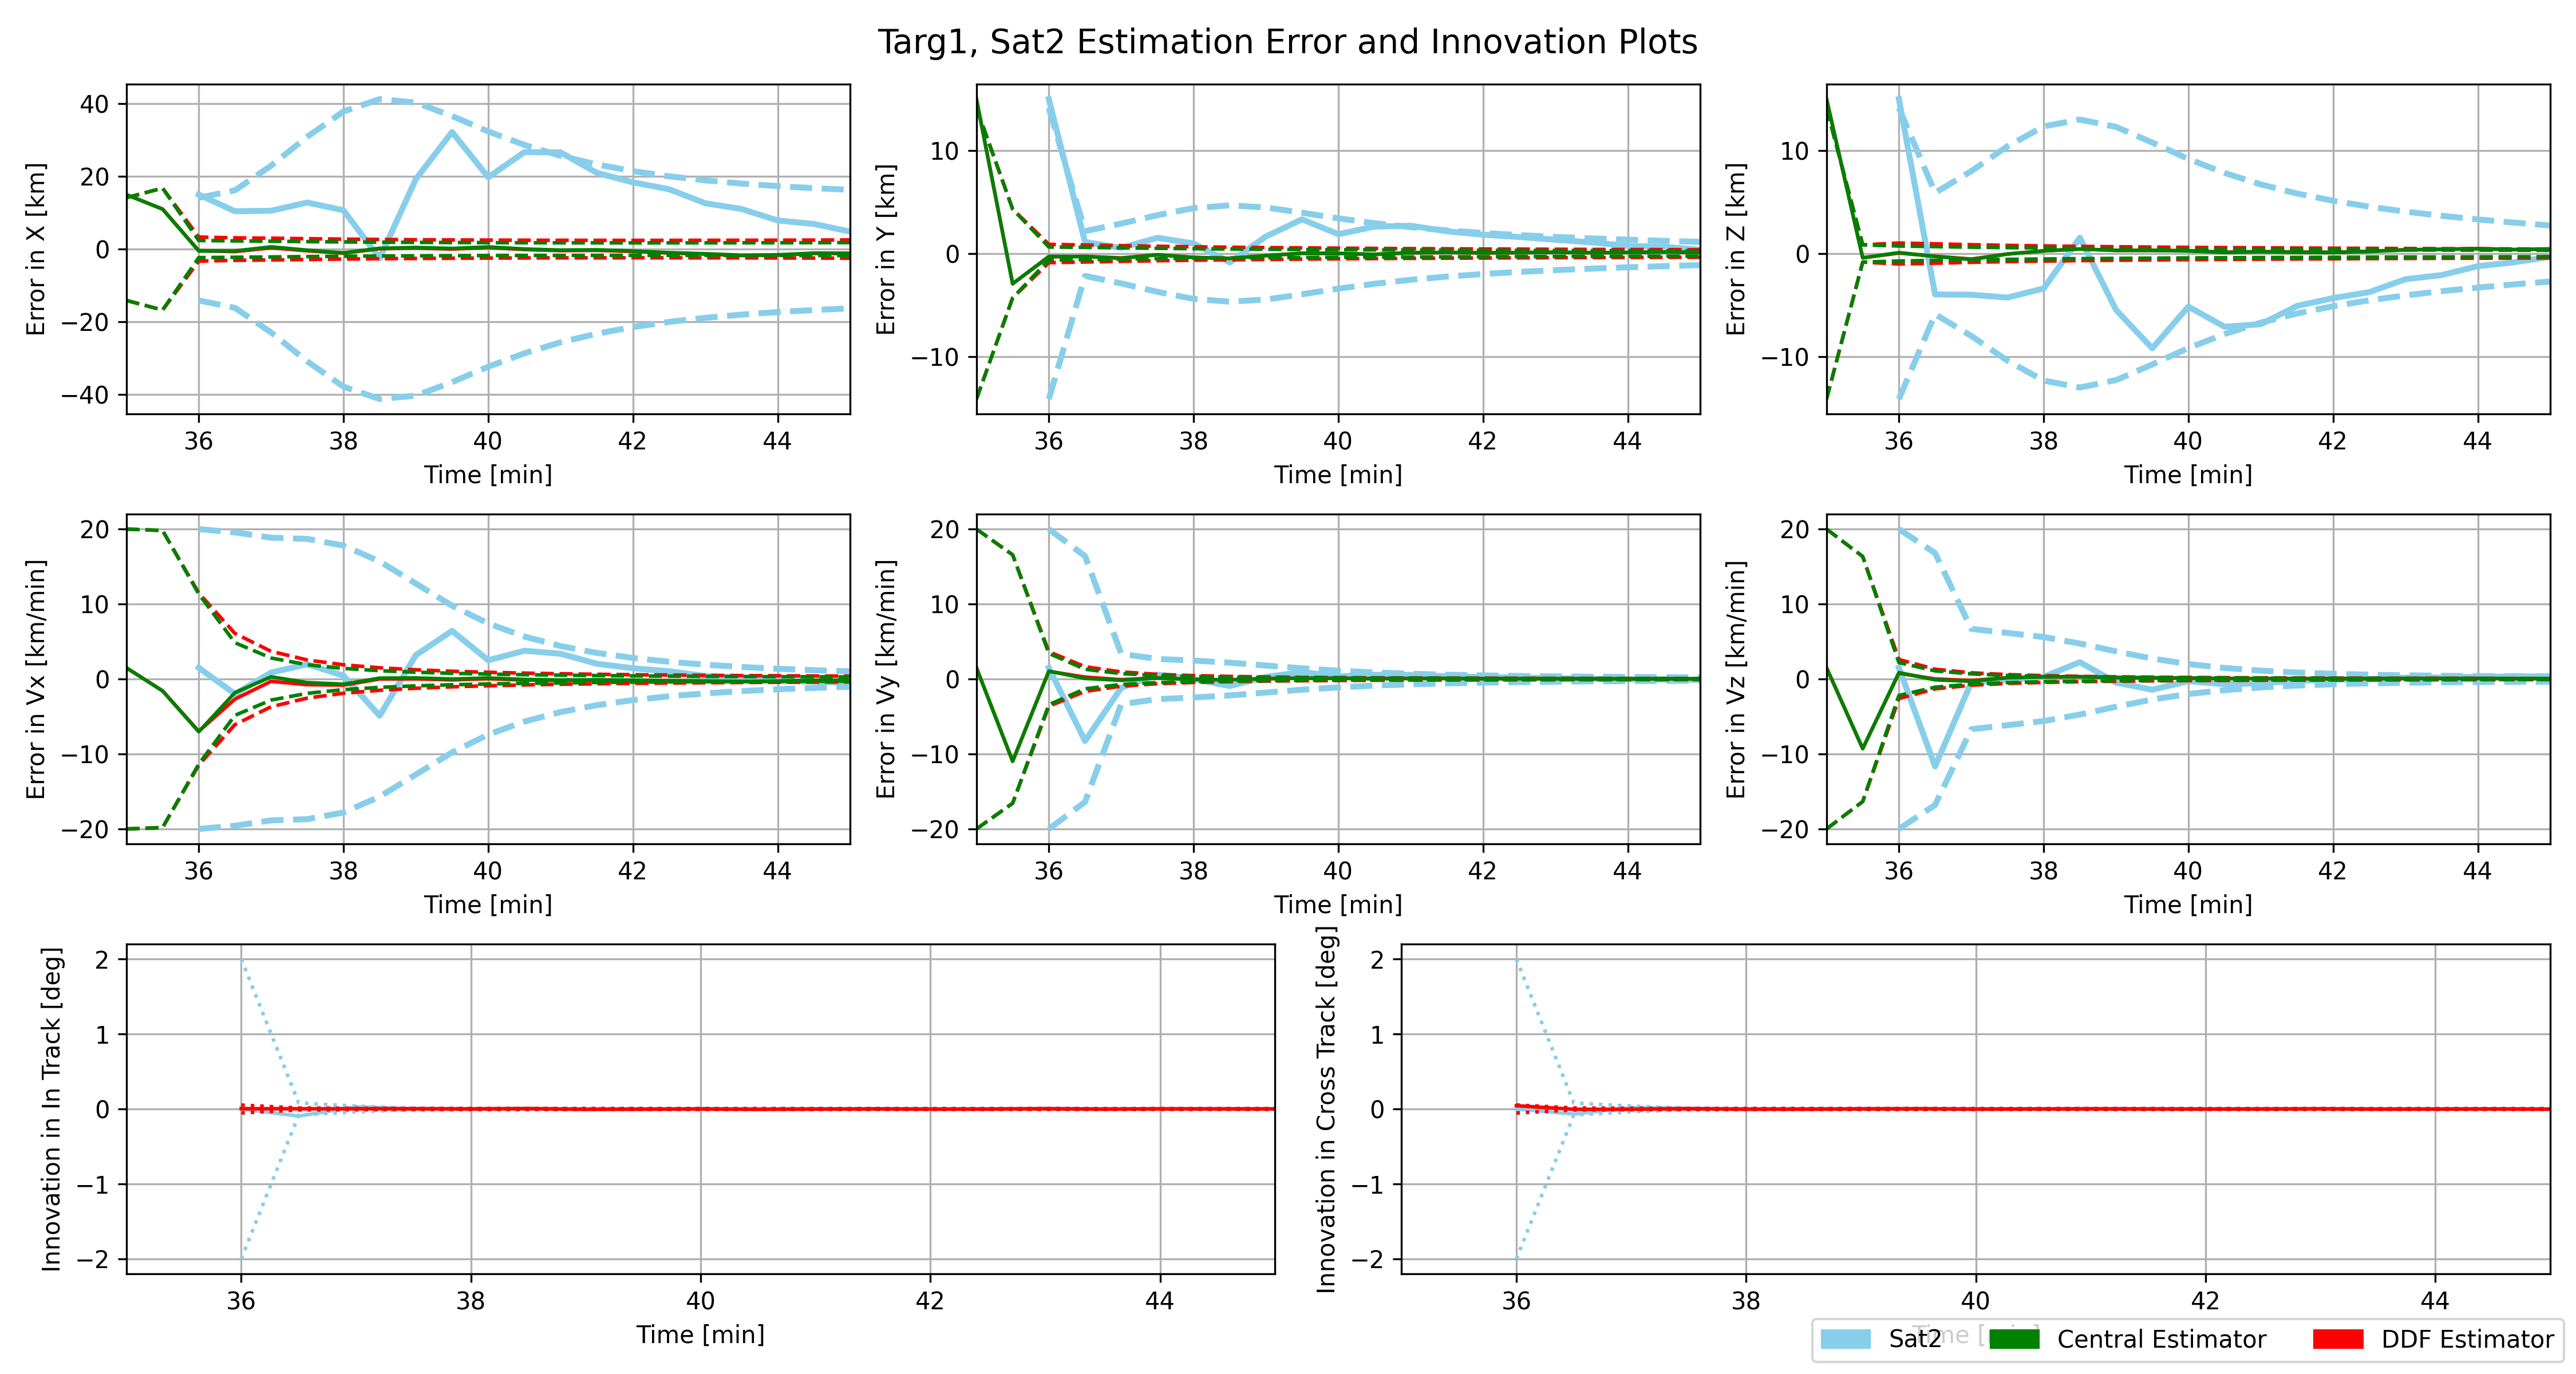 Targ1, Sat2 Estimation Error and Innovation Plots
Error in X [km]
40
20
0
−20
−40
36 38 40 42 44
Time [min]
Error in Y [km]
10
0
−10
36 38 40 42 44
Time [min]
Error in Z [km]
10
0
−10
36 38 40 42 44
Time [min]
Error in Vx [km/min]
20
10
0
−10
−20
36 38 40 42 44
Time [min]
Error in Vy [km/min]
20
10
0
−10
−20
36 38 40 42 44
Time [min]
Error in Vz [km/min]
20
10
0
−10
−20
36 38 40 42 44
Time [min]
Innovation in In Track [deg]
2
1
0
−1
−2
36 38 40 42 44
Time [min]
Innovation in Cross Track [deg]
2
1
0
−1
−2
36 38 40 42 44
Time [min]
Sat2 Central Estimator DDF Estimator